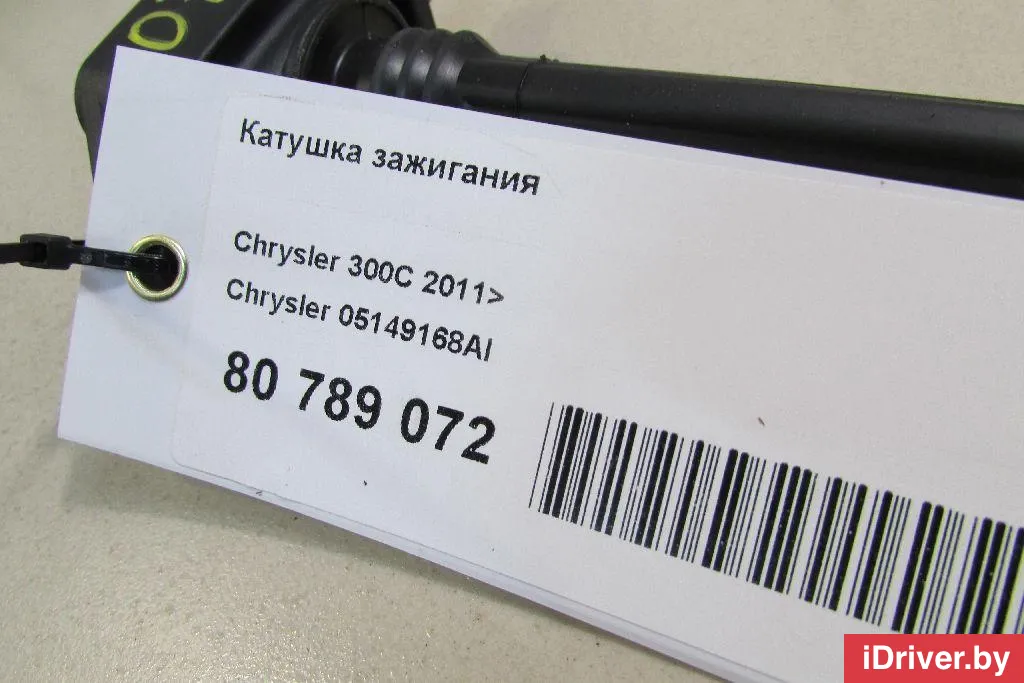 Катушка зажигания
Chrysler 300C 2011>
Chrysler 05149168AI
80 789 072
iDriver.by